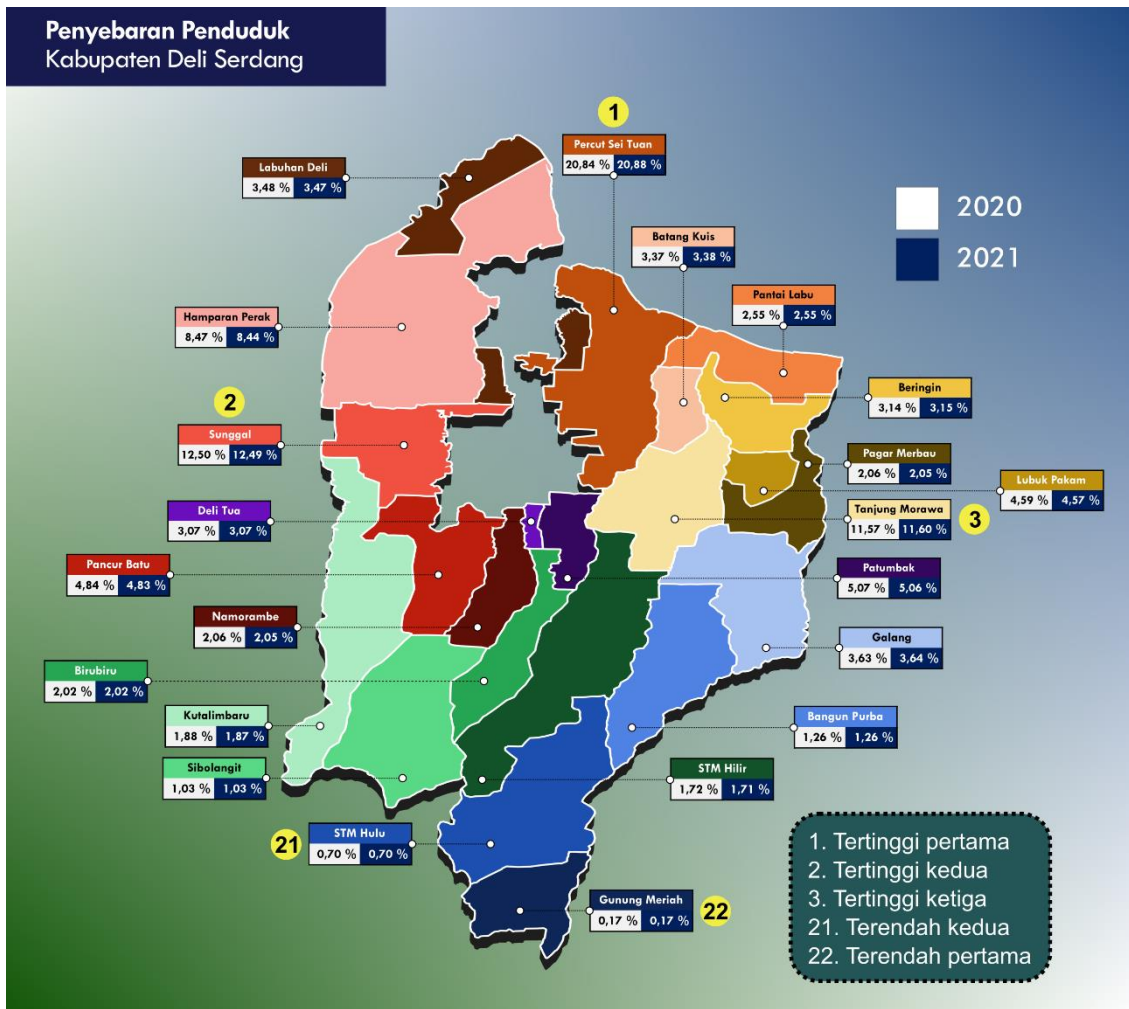 Penyebaran Penduduk
Kabupaten Deli Serdang
1
Percut Sei Tuan
20,84 % 20,88 %
Labuhan Deli
3,48 % 3,47 %
2020
2021
Batang Kuis
3,37 % 3,38 %
Pantai Labu
2,55 % 2,55 %
Hamparan Perak
8,47 % 8,44 %
Beringin
3,14 % 3,15 %
2
Sunggal
12,50 % 12,49 %
Pagar Merbau
2,06 % 2,05 %
Lubuk Pakam
4,59 % 4,57 %
Deli Tua
3,07 % 3,07 %
Tanjung Morawa
11,57 % 11,60 %
3
Pancur Batu
4,84 % 4,83 %
Patumbak
5,07 % 5,06 %
Namorambe
2,06 % 2,05 %
Galang
3,63 % 3,64 %
Birubiru
2,02 % 2,02 %
Kutalimbaru
1,88 % 1,87 %
Bangun Purba
1,26 % 1,26 %
Sibolangit
1,03 % 1,03 %
STM Hilir
1,72 % 1,71 %
21
STM Hulu
0,70 % 0,70 %
Gunung Meriah
0,17 % 0,17 %
22
1. Tertinggi pertama
2. Tertinggi kedua
3. Tertinggi ketiga
21. Terendah kedua
22. Terendah pertama